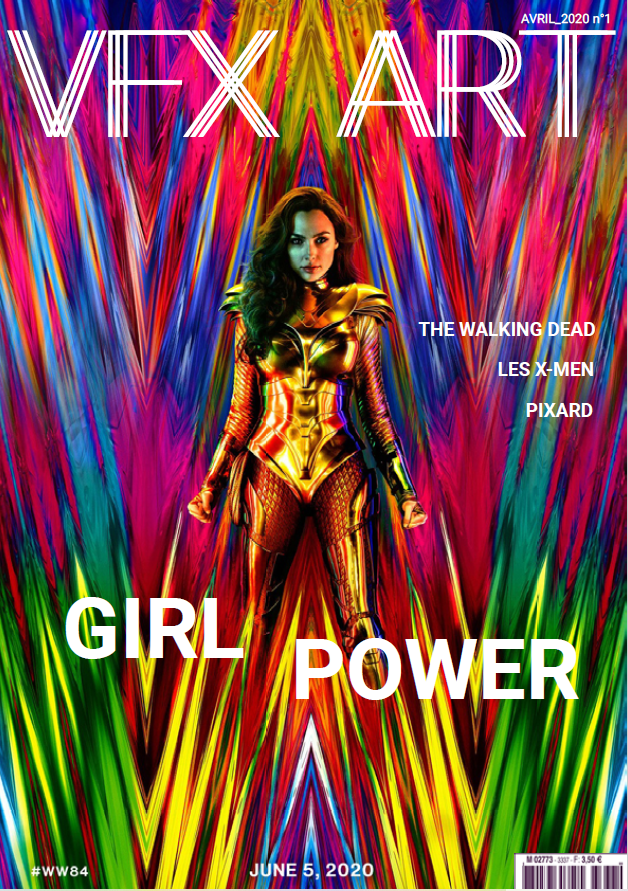 AVRIL_2020 n°1
VFX ART
THE WALKING DEAD
LES X-MEN
PIXARD
GIRL
POWER
#WW84
JUNE 5, 2020
M 02773 - 3337 - F: 3,50 €